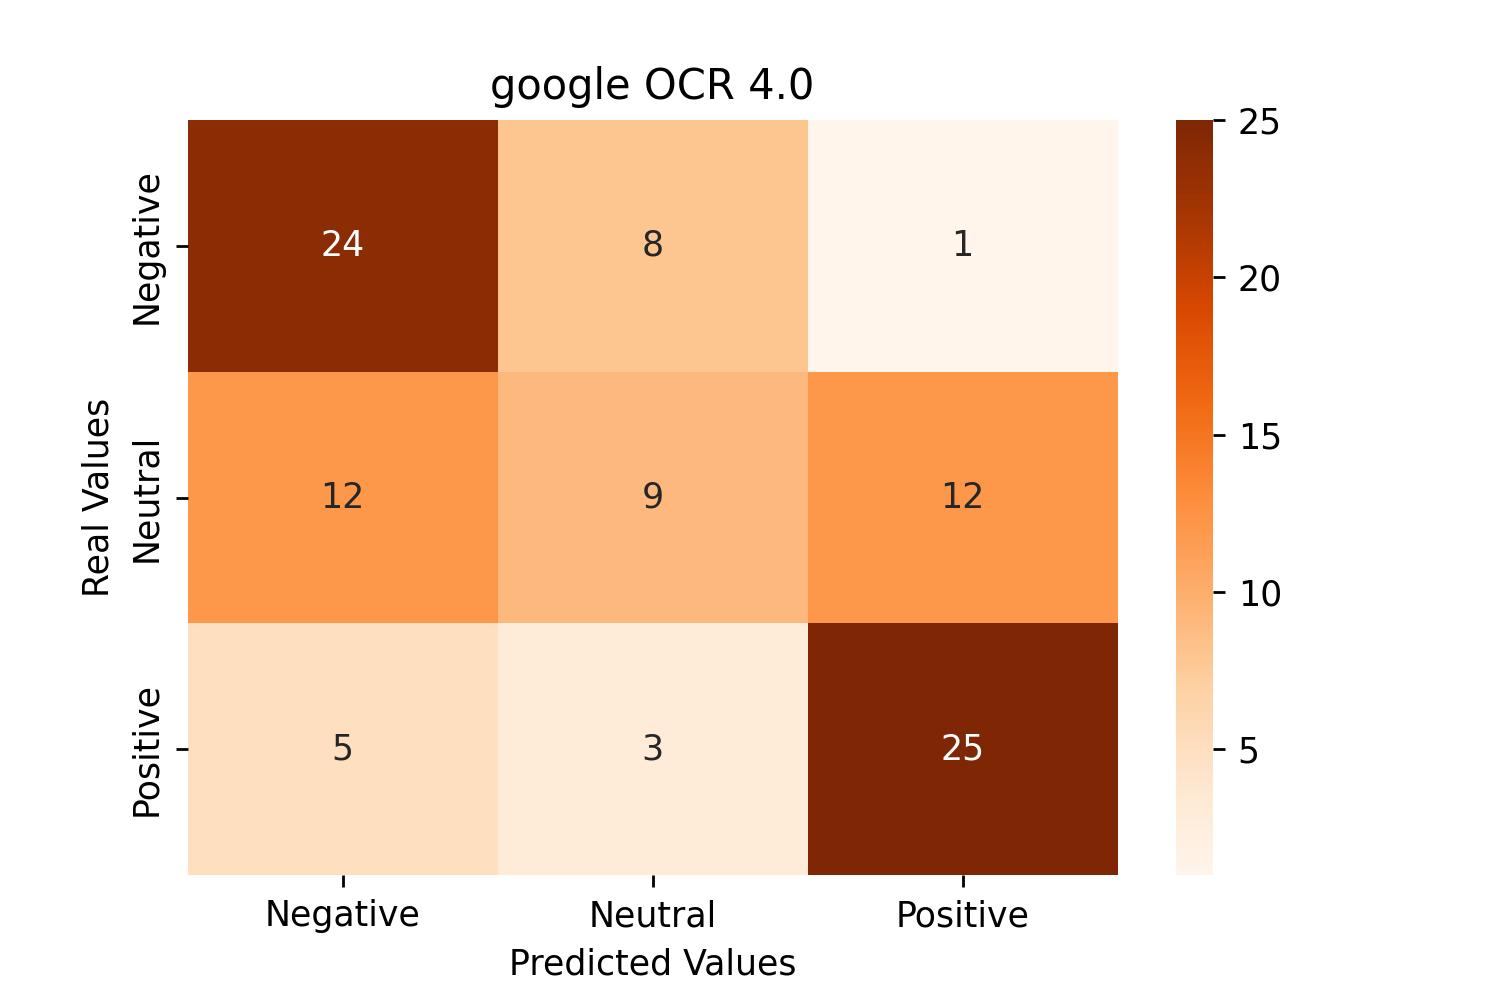 google OCR 4.0
25
20
15
10
5
Real Values
Negative
24 8 1
Neutral
12 9 12
Positive
5 3 25
Negative Neutral Positive
Predicted Values